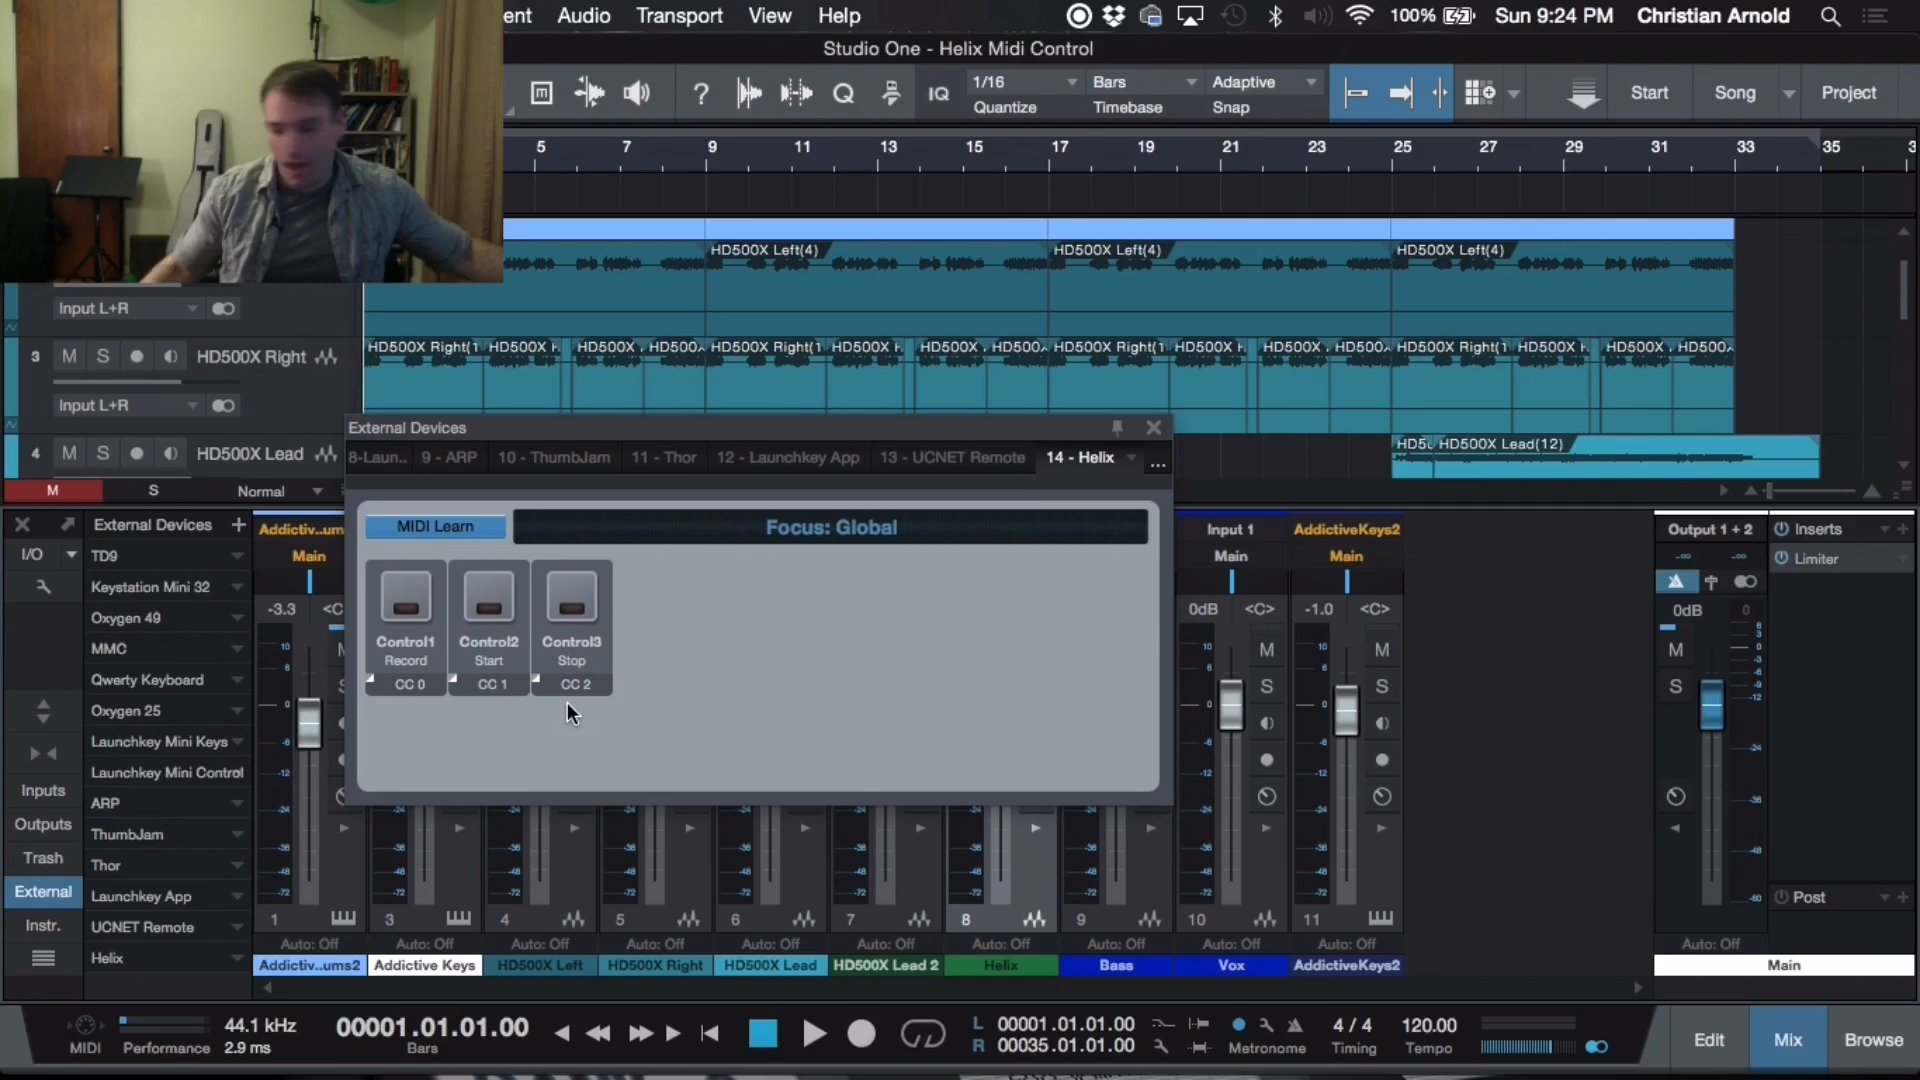 ent Audio Transport View Help 100% Sun 9:24 PM Christian Arnold
Studio One - Helix Midi Control
? Q IQ 1/16 Bars Adaptive Start Song Project
Quantize Timebase Snap
5 7 9 11 13 15 17 19 21 23 25 27 29 31 33 35 3
HD500X Left(4) HD500X Left(4) HD500X Left(4)
Input L+R
3 M S HD500X Right
HD500X Right(1 HD500X HD500X HD500 HD500X Right(1 HD500X HD500X HD500 HD500X Right(1 HD500X HD500X HD500 HD500X Right(1 HD500X HD500X HD500
Input L+R
4 M S HD500X Lead
HD5 HD500X Lead(12)
M S Normal
External Devices
8-Laun.. 9 - ARP 10 - ThumbJam 11 - Thor 12 - Launchkey App 13 - UCNET Remote 14 - Helix ...
MIDI Learn Focus: Global
Control1 Control2 Control3
Record Start Stop
CC 0 CC 1 CC 2
External Devices +
I/O
TD9
Keystation Mini 32
Oxygen 49
MMC
Qwerty Keyboard
Oxygen 25
Launchkey Mini Keys
Launchkey Mini Control
ARP
ThumbJam
Thor
Launchkey App
UCNET Remote
Helix
Inputs
Outputs
Trash
External
Instr.
Addictiv..um Input 1 AddictiveKeys2 Output 1 + 2 Inserts
Main Main Main Limiter
-3.3 <C 0dB <C> -1.0 <C> 0dB 0
M M M
S S S
Post
1 3 4 5 6 7 8 9 10 11
Auto: Off Auto: Off Auto: Off Auto: Off Auto: Off Auto: Off Auto: Off Auto: Off Auto: Off Auto: Off Auto: Off
Addictiv..ums2 Addictive Keys HD500X Left HD500X Right HD500X Lead HD500X Lead 2 Helix Bass Vox AddictiveKeys2 Main
MIDI Performance 44.1 kHz 2.9 ms
00001.01.01.00
Bars
L 00001.01.01.00
R 00035.01.01.00
Metronome
4 / 4
Timing
120.00
Tempo
Edit Mix Browse